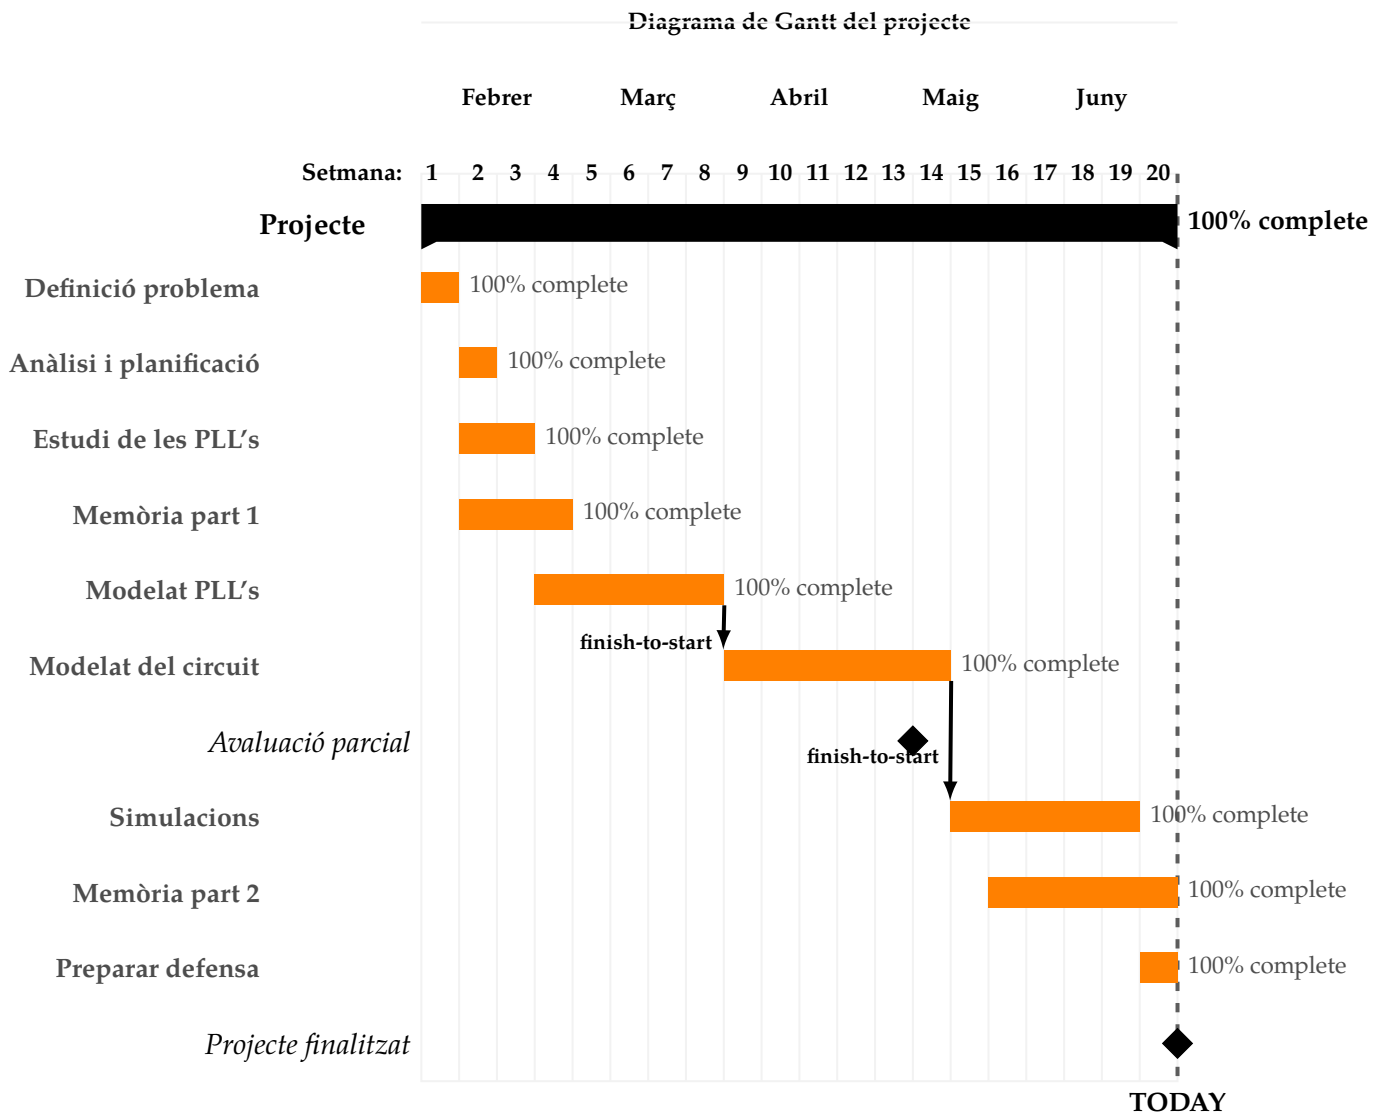 Diagrama de Gantt del projecte
Febrer Març Abril Maig Juny
Setmana: 1 2 3 4 5 6 7 8 9 10 11 12 13 14 15 16 17 18 19 20
Projecte 100% complete
Definició problema 100% complete
Anàlisi i planificació 100% complete
Estudi de les PLL’s 100% complete
Memòria part 1 100% complete
Modelat PLL’s 100% complete
finish-to-start
Modelat del circuit 100% complete
Avaluació parcial
finish-to-start
Simulacions 100% complete
Memòria part 2 100% complete
Preparar defensa 100% complete
Projecte finalitzat
TODAY